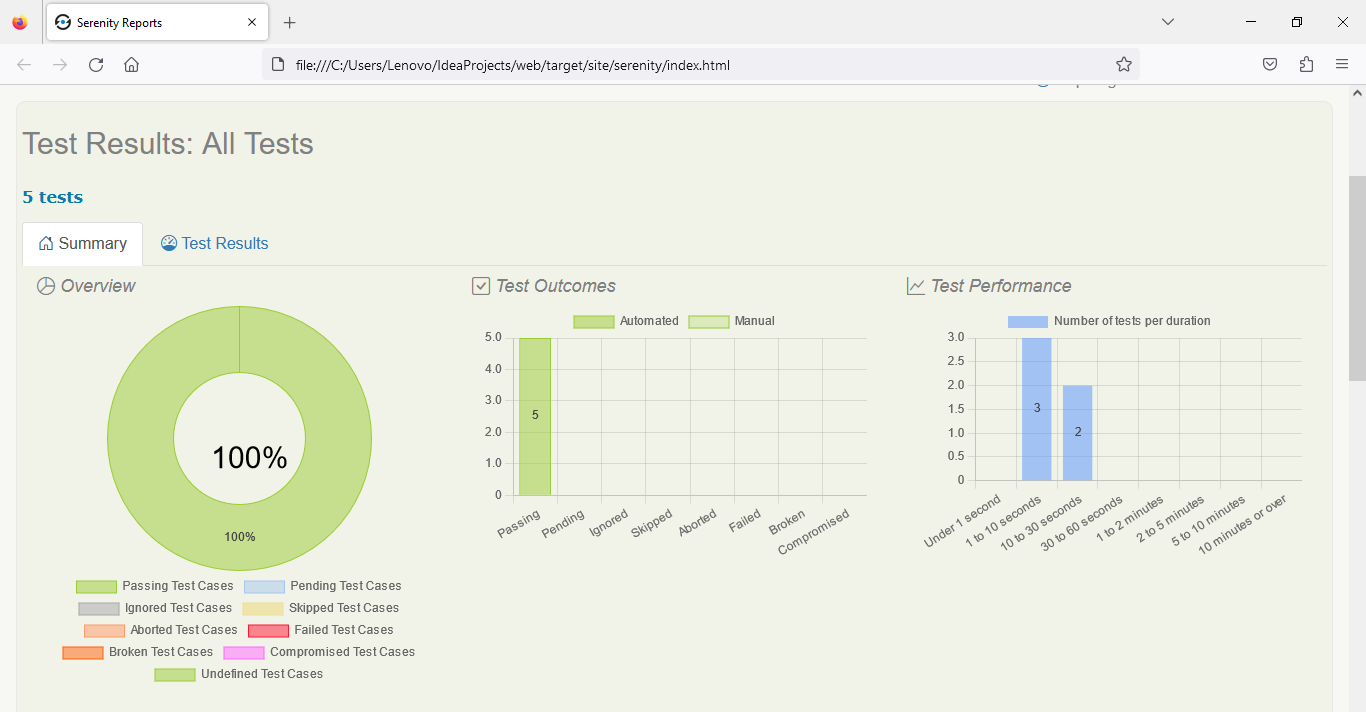 Serenity Reports
file:///C:/Users/Lenovo/IdeaProjects/web/target/site/serenity/index.html
Test Results: All Tests
5 tests
Summary
Test Results
Overview
100%
100%
Passing Test Cases
Pending Test Cases
Ignored Test Cases
Skipped Test Cases
Aborted Test Cases
Failed Test Cases
Broken Test Cases
Compromised Test Cases
Undefined Test Cases
Test Outcomes
Automated
Manual
5.0
4.0
3.0
2.0
1.0
0
5
Passing
Pending
Ignored
Skipped
Aborted
Failed
Broken
Compromised
Test Performance
Number of tests per duration
3.0
2.5
2.0
1.5
1.0
0.5
0
3
2
Under 1 second
1 to 10 seconds
10 to 30 seconds
30 to 60 seconds
1 to 2 minutes
2 to 5 minutes
5 to 10 minutes
10 minutes or over